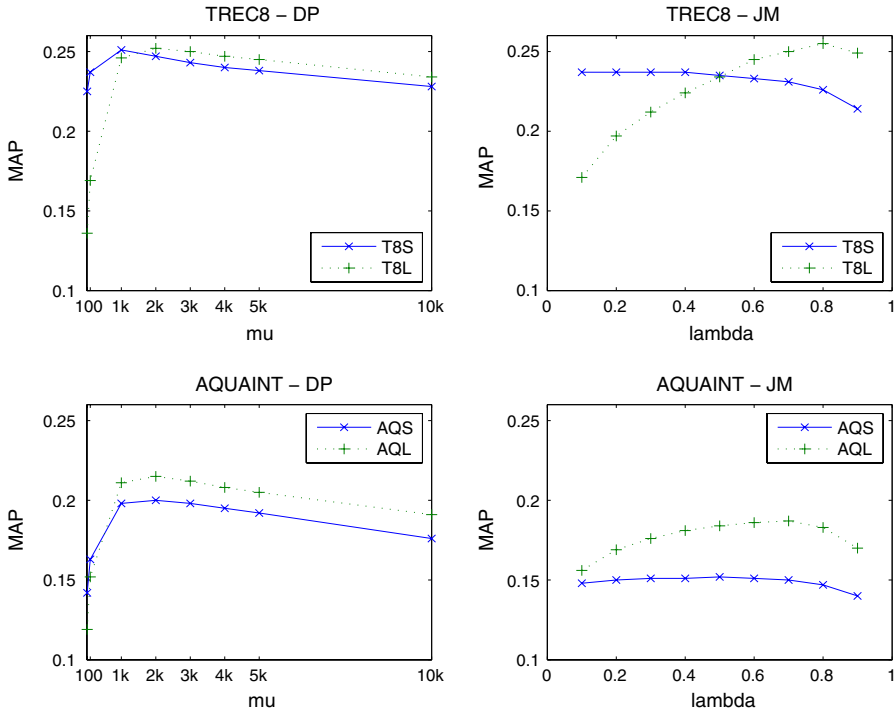 TREC8 – DP
MAP
0.25
0.2
0.15
0.1
100 1k 2k 3k 4k 5k 10k
mu
T8S
T8L
TREC8 – JM
MAP
0.25
0.2
0.15
0.1
0 0.2 0.4 0.6 0.8 1
lambda
T8S
T8L
AQUAINT – DP
MAP
0.25
0.2
0.15
0.1
100 1k 2k 3k 4k 5k 10k
mu
AQS
AQL
AQUAINT – JM
MAP
0.25
0.2
0.15
0.1
0 0.2 0.4 0.6 0.8 1
lambda
AQS
AQL